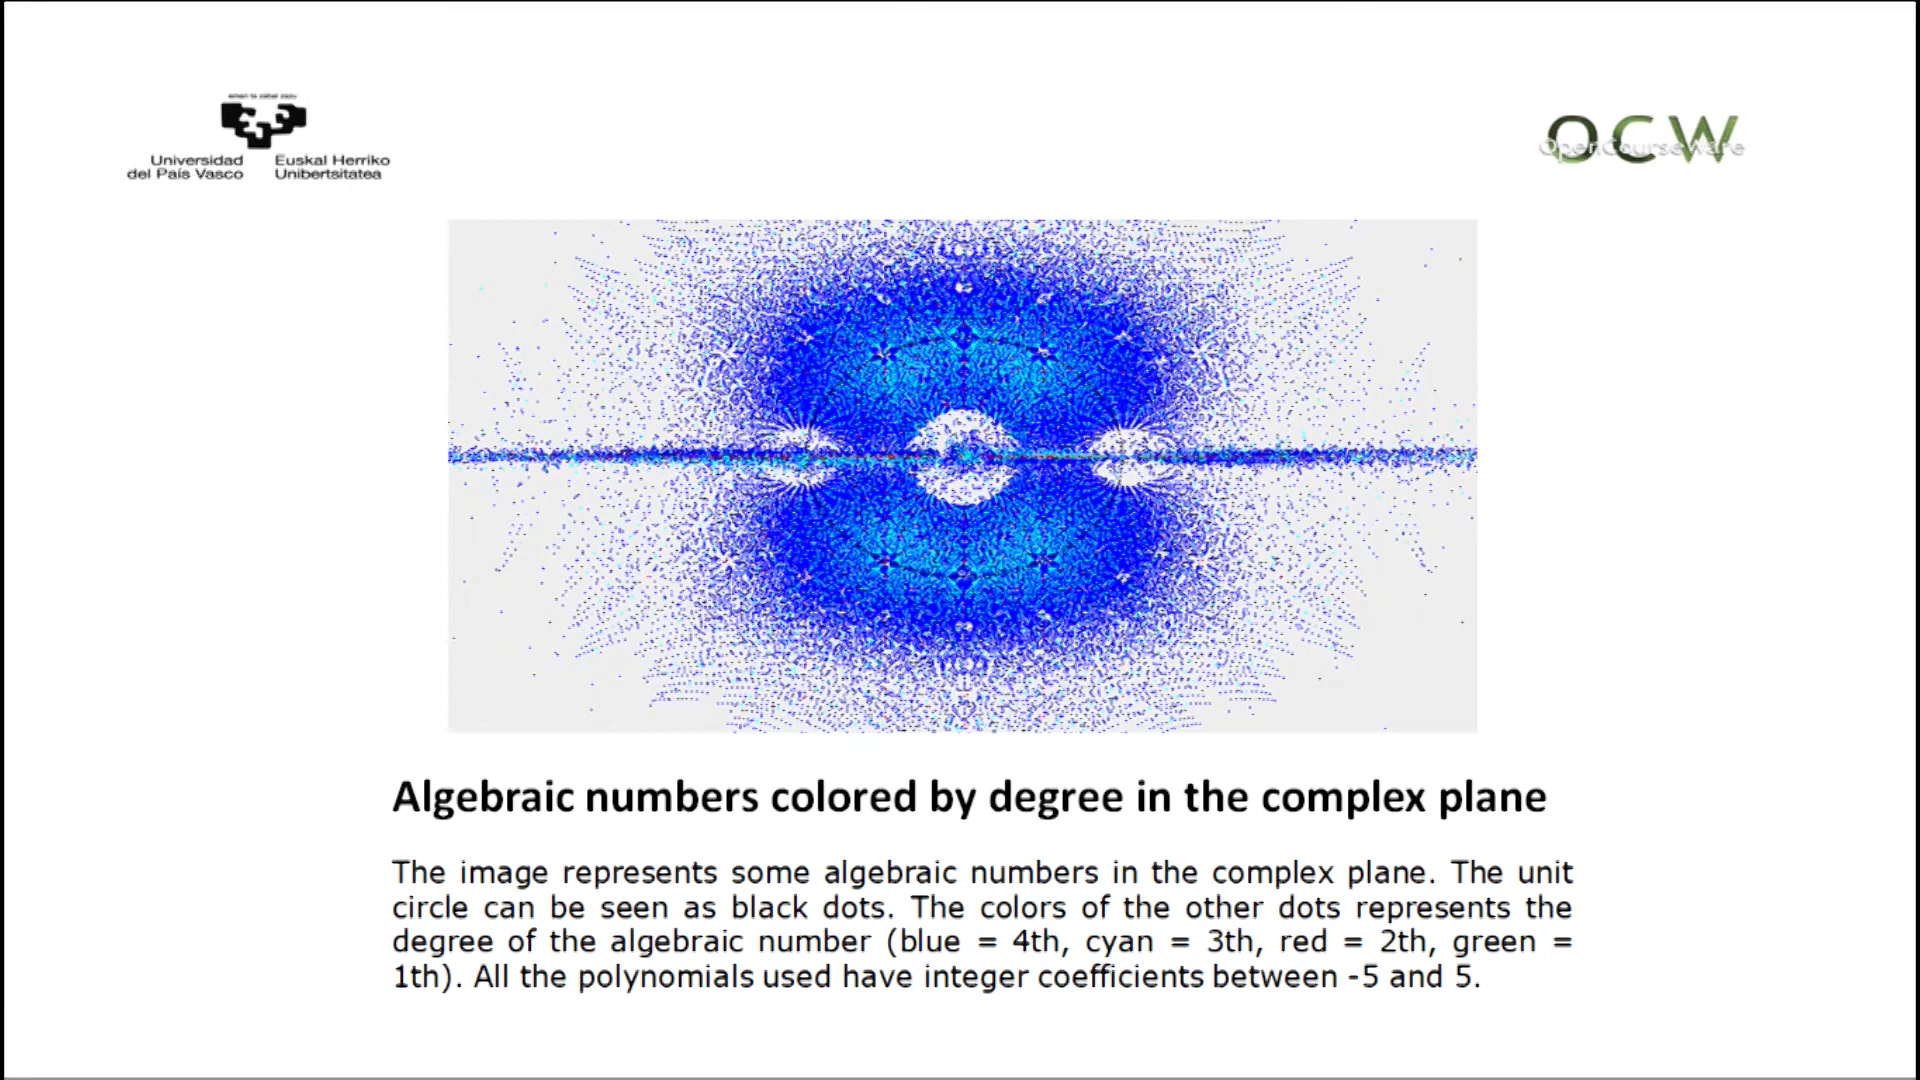 Universidad
del País Vasco
Euskal Herriko
Unibertsitatea
OCW
OpenCourseWare
Algebraic numbers colored by degree in the complex plane
The image represents some algebraic numbers in the complex plane. The unit
circle can be seen as black dots. The colors of the other dots represents the
degree of the algebraic number (blue = 4th, cyan = 3th, red = 2th, green =
1th). All the polynomials used have integer coefficients between -5 and 5.